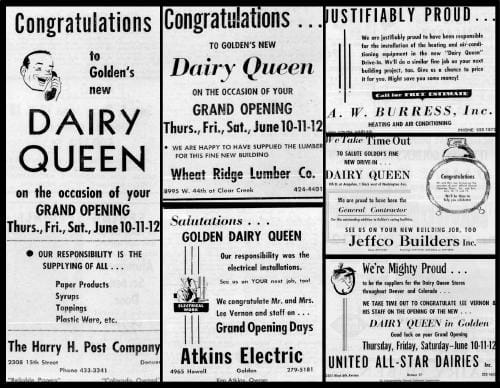 Congratulations
to
Golden's
new
DAIRY
QUEEN
on the occasion of your
GRAND OPENING
Thurs., Fri., Sat., June 10-11-12
OUR RESPONSIBILITY IS THE
SUPPLYING OF ALL . . .
Paper Products
Syrups
Toppings
Plastic Ware, etc.
The Harry H. Post Company
2308 15th Street
433-3341
Congratulations . . .
TO GOLDEN'S NEW
Dairy Queen
ON THE OCCASION OF YOUR
GRAND OPENING
Thurs., Fri., Sat., June 10-11-12
WE ARE HAPPY TO HAVE SUPPLIED THE LUMBER
FOR THIS FINE NEW BUILDING
Wheat Ridge Lumber Co.
8995 W. 44th at Clear Creek
424-4401
Salutations . . .
GOLDEN DAIRY QUEEN
Our responsibility was the
electrical installations.
See us on YOUR next job, too!
ELECTRICAL
WORK
We congratulate Mr. and Mrs.
Lee Vernon and staff on . . .
Grand Opening Days
Atkins Electric
4965 Howell
Golden
279-5181
JUSTIFIABLY PROUD . . .
We are justifiably proud to have been responsible
for the installation of the heating and air-condi-
tioning equipment in the new "Dairy Queen"
Drive-In. We'll do a similar fine job on your next
building project, too. Give us a chance to price
it for you. Might save you some money!
Call for FREE ESTIMATE
A. W. BURRESS, Inc.
HEATING AND AIR CONDITIONING
We Take Time Out
TO SALUTE GOLDEN'S FINE
NEW DRIVE-IN . . .
DAIRY QUEEN
We are proud to have been the
General Contractor
SEE US ON YOUR NEW BUILDING JOB, TOO
Jeffco Builders Inc.
Congratulations
We're Mighty Proud . . .
to be the suppliers for the Dairy Queen Stores
throughout Denver and Colorado . . .
WE TAKE TIME OUT TO CONGRATULATE LEE VERNON &
HIS STAFF ON THE OPENING OF THE NEW . . .
DAIRY QUEEN in Golden
Good luck on your Grand Opening
Thursday, Friday, Saturday—June 10-11-12
UNITED ALL-STAR DAIRIES Inc.